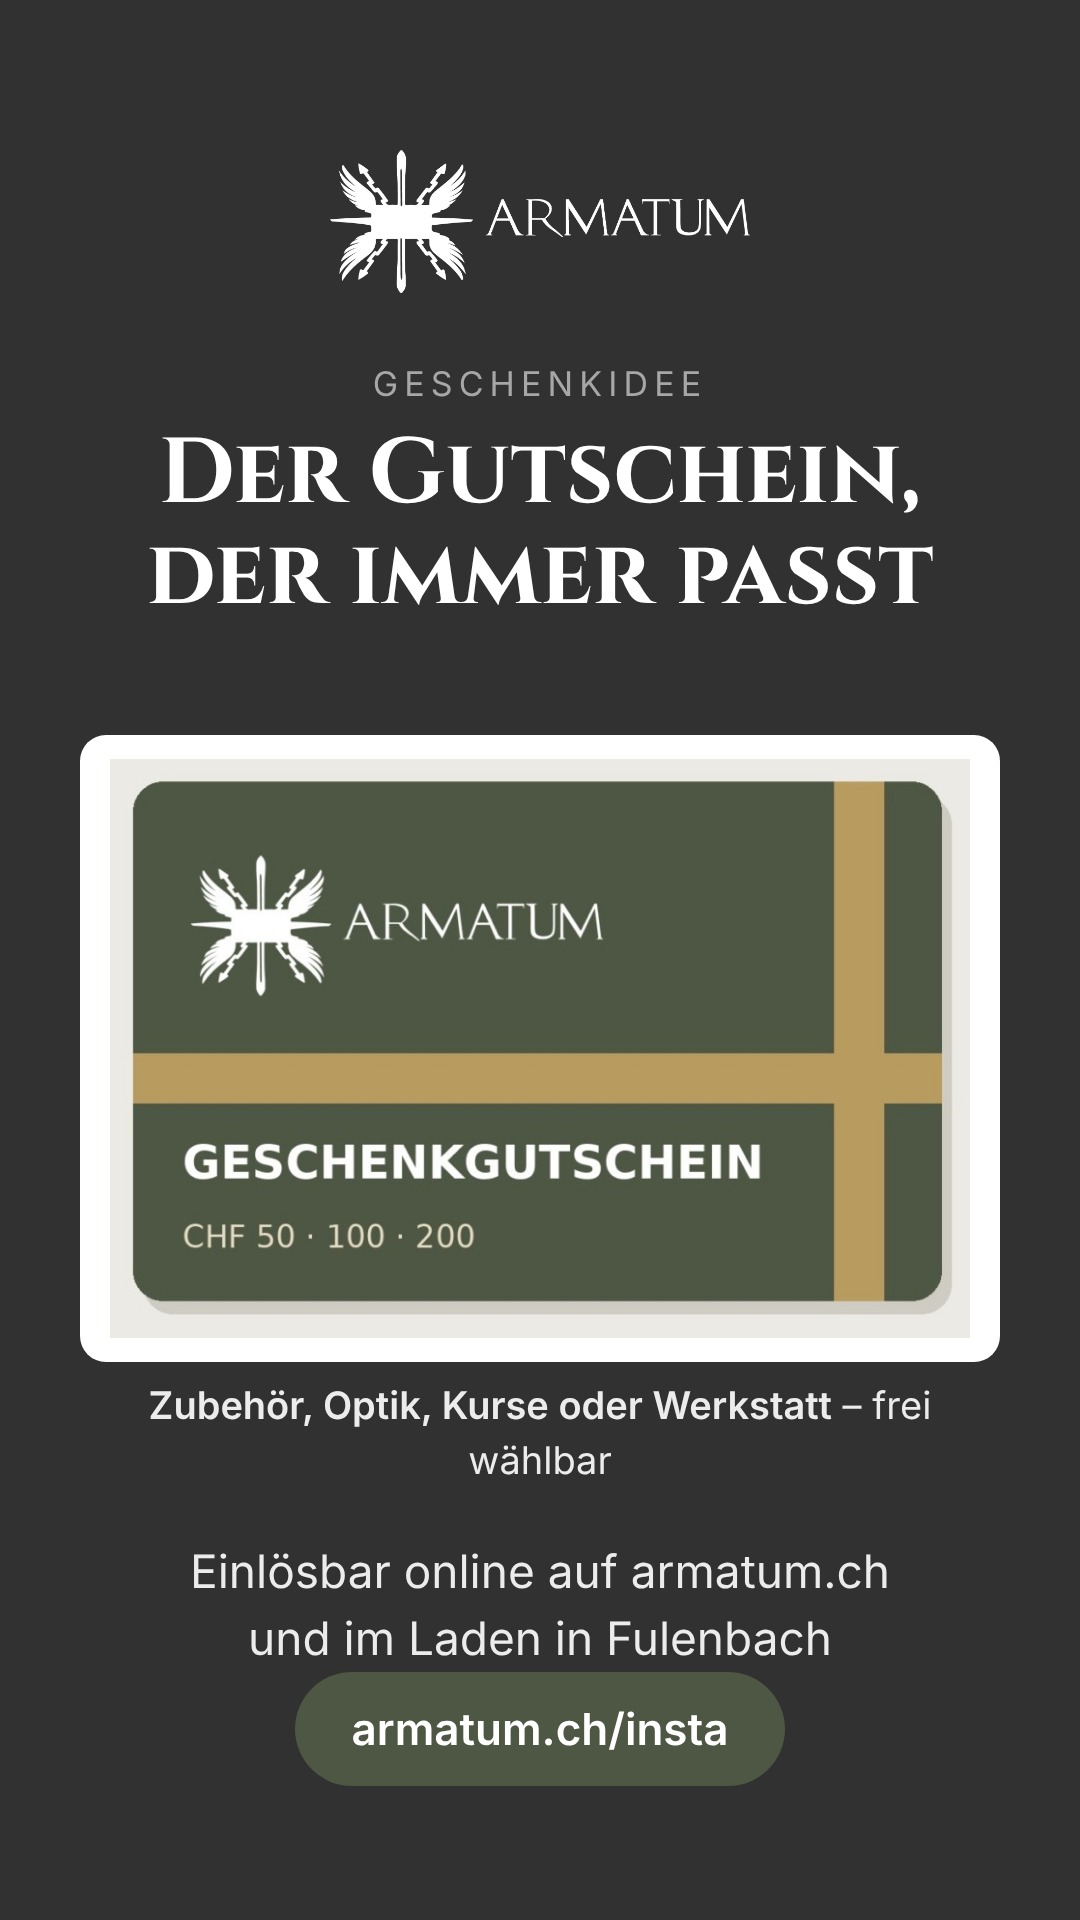 ARMATUM
GESCHENKIDEE
Der Gutschein,
der immer passt
ARMATUM
GESCHENKGUTSCHEIN
CHF 50 · 100 · 200
Zubehör, Optik, Kurse oder Werkstatt – frei
wählbar
Einlösbar online auf armatum.ch
und im Laden in Fulenbach
armatum.ch/insta